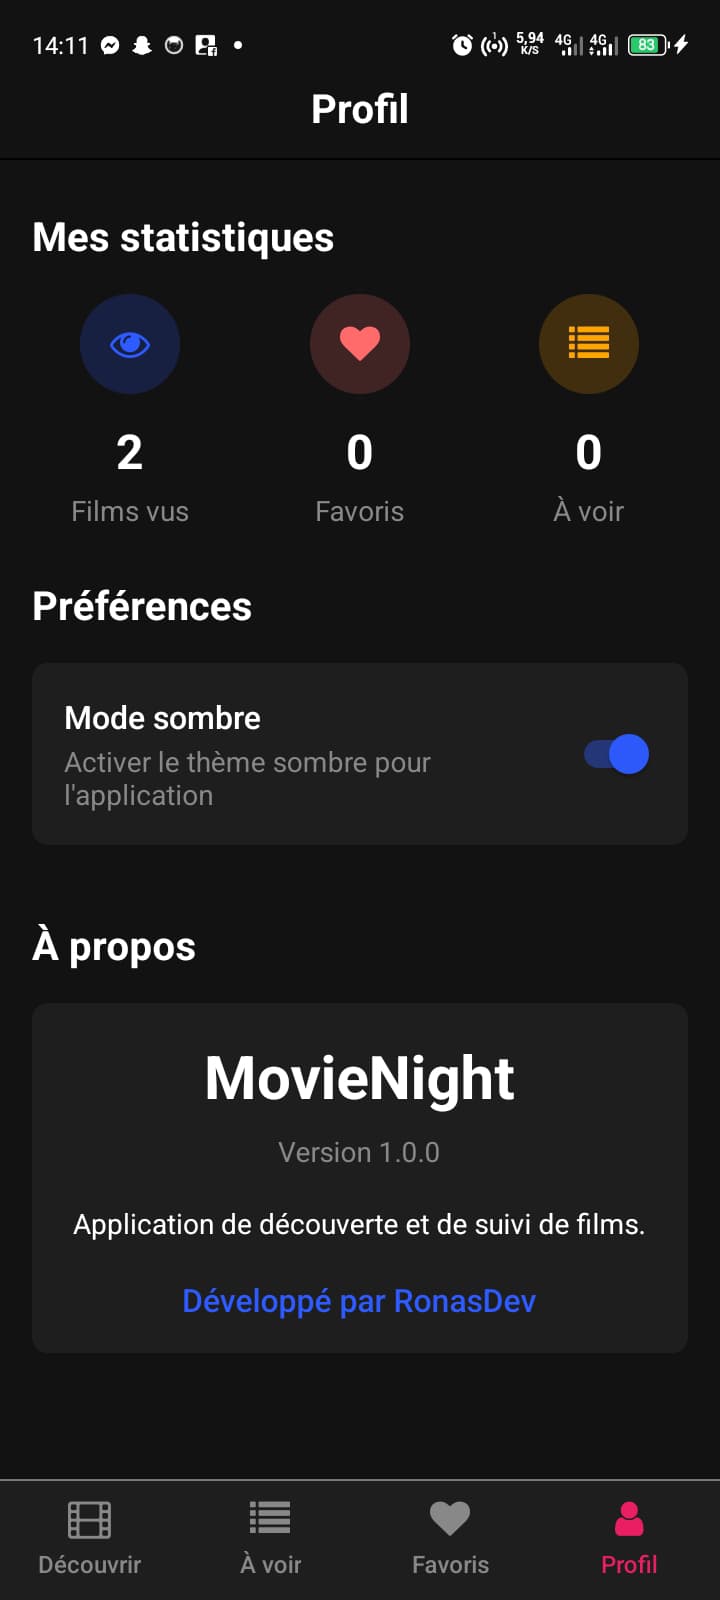 14:11
1
5,94
K/S
4G
4G
83
Profil
Mes statistiques
2
0
0
Films vus
Favoris
À voir
Préférences
Mode sombre
Activer le thème sombre pour
l'application
À propos
MovieNight
Version 1.0.0
Application de découverte et de suivi de films.
Développé par RonasDev
Découvrir
À voir
Favoris
Profil